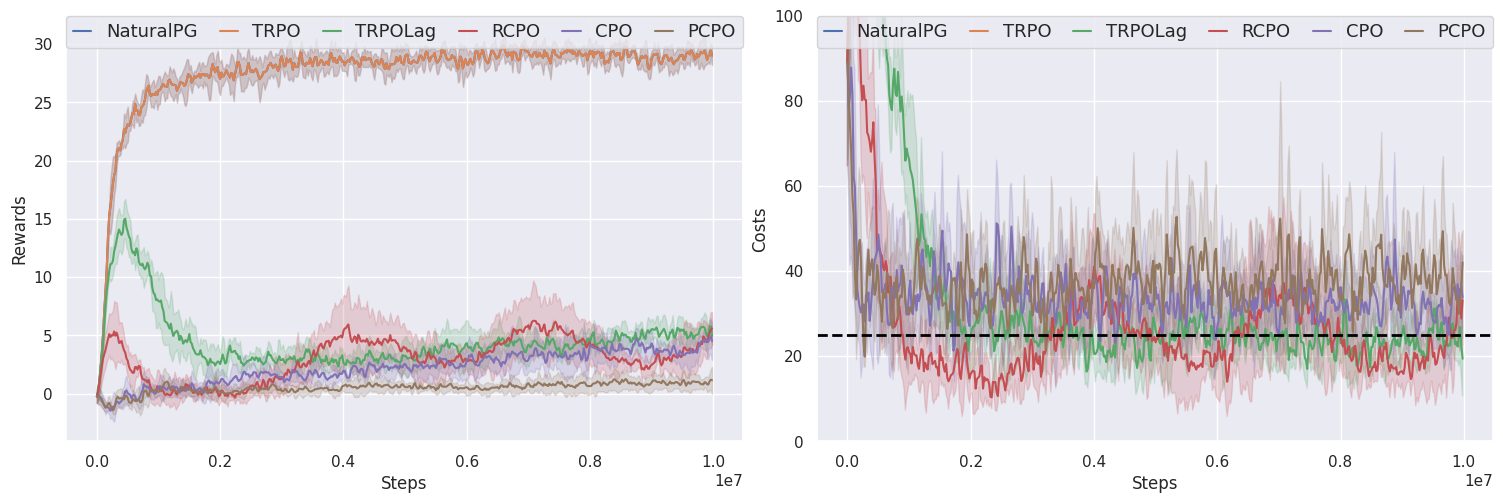 NaturalPG TRPO TRPOLag RCPO CPO PCPO
30
25
20
15
10
5
0
Rewards
0.0 0.2 0.4 0.6 0.8 1.0
1e7
Steps
NaturalPG TRPO TRPOLag RCPO CPO PCPO
100
80
60
40
20
0
Costs
0.0 0.2 0.4 0.6 0.8 1.0
1e7
Steps